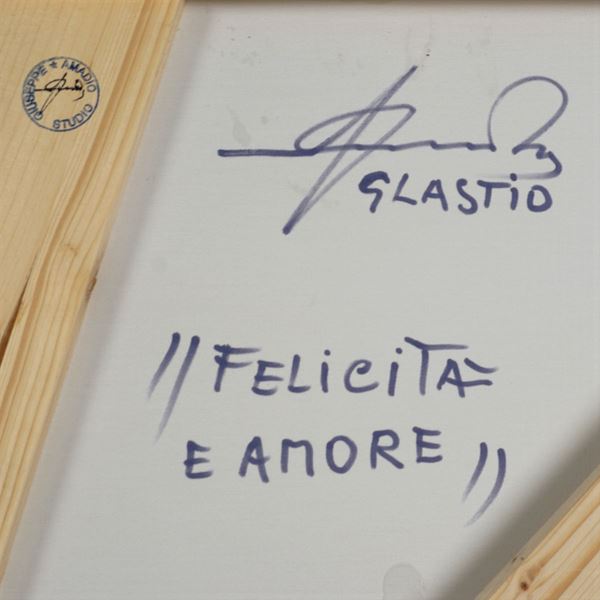 GIUSEPPE ★ AMADIO
STUDIO
GLASTIO
"FELICITÀ
E AMORE"